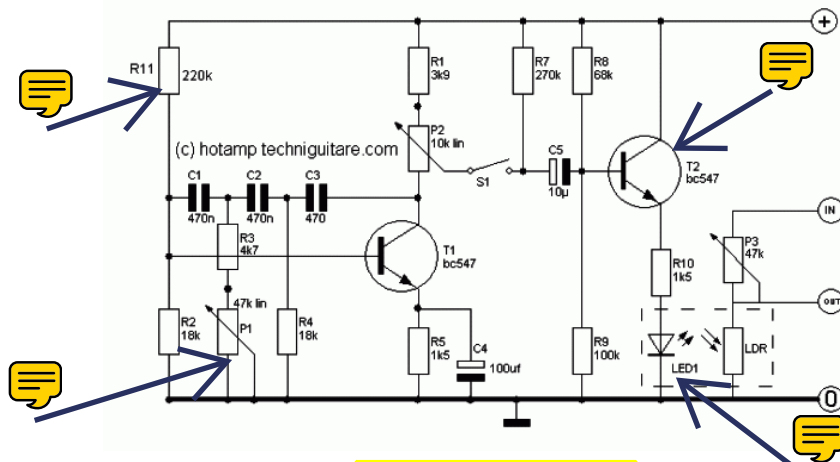 R11
220k
R1
3k9
P2
10k lin
R7
270k
R8
68k
(c) hotamp techniguitare.com
C1
470n
C2
470n
C3
470
S1
C5
10µ
T2
bc547
R3
4k7
T1
bc547
IN
P3
47k
R10
1k5
OUT
R2
18k
47k lin
P1
R4
18k
R5
1k5
C4
100uf
R9
100k
LED1
LDR
+
0